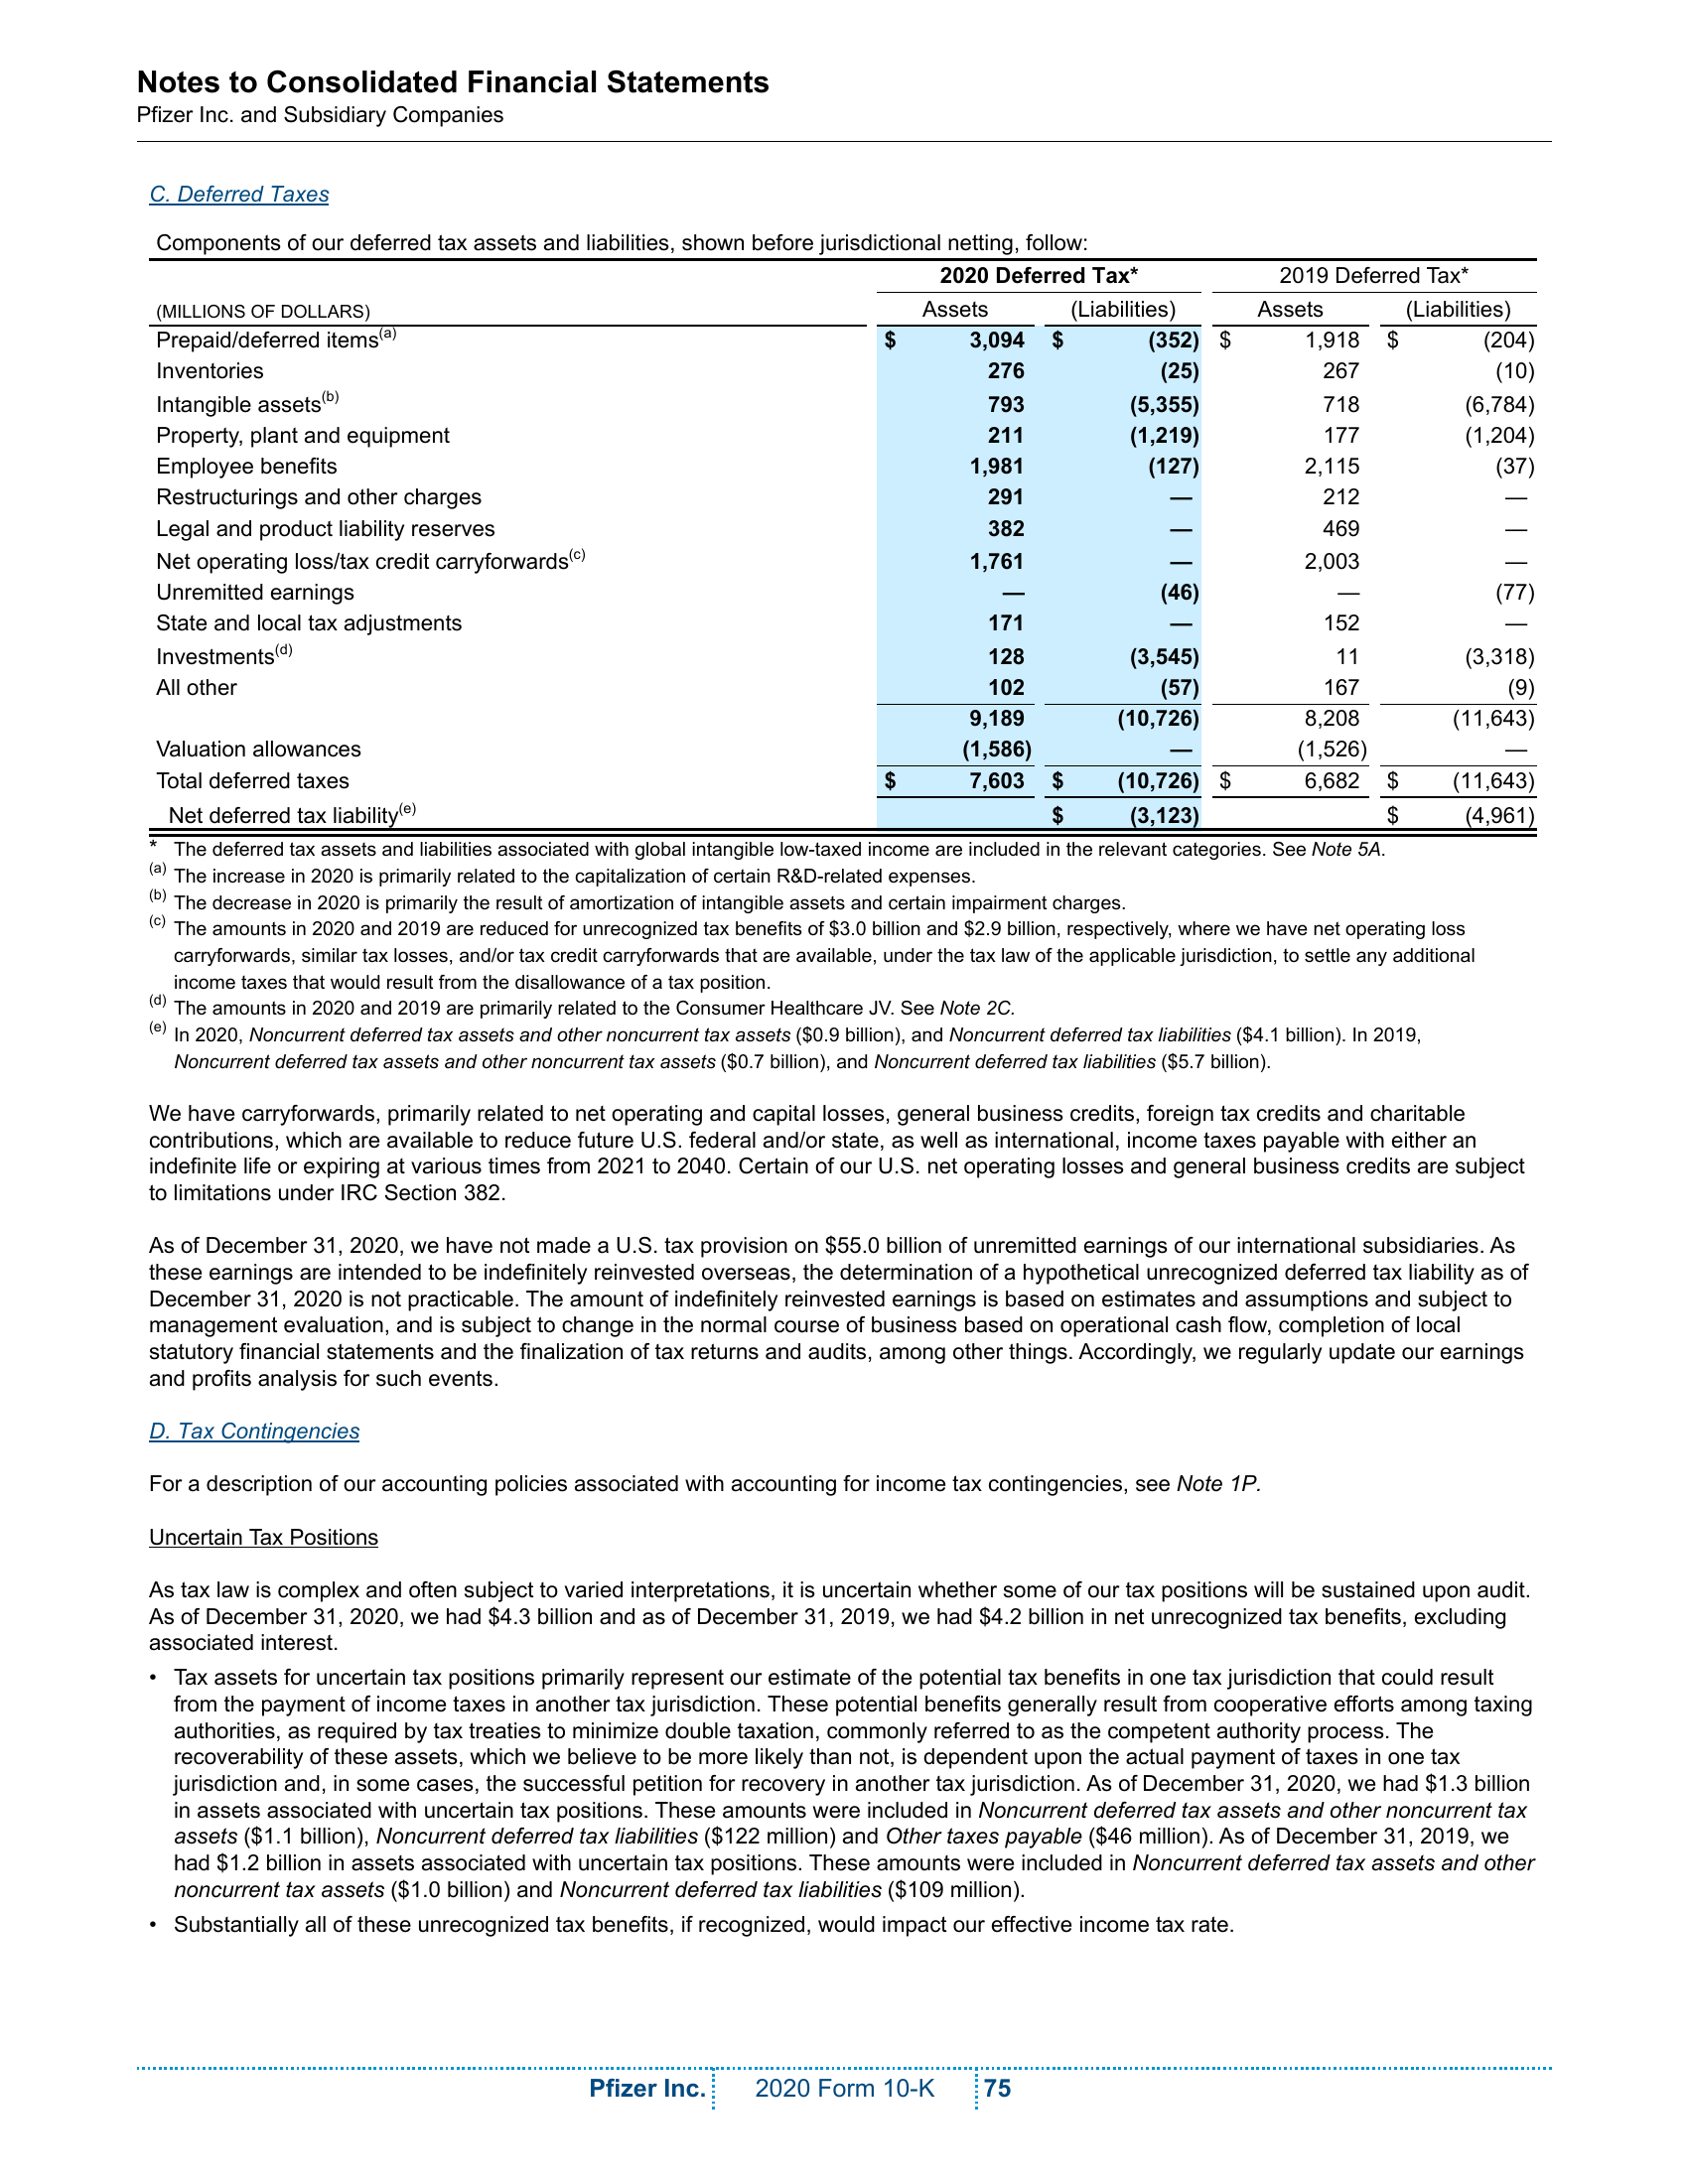 Notes to Consolidated Financial Statements
Pfizer Inc. and Subsidiary Companies
C. Deferred Taxes
Components of our deferred tax assets and liabilities, shown before jurisdictional netting, follow:
2020 Deferred Tax* 2019 Deferred Tax*
(MILLIONS OF DOLLARS) Assets (Liabilities) Assets (Liabilities)
Prepaid/deferred items(a) $ 3,094 $ (352) $ 1,918 $ (204)
Inventories 276 (25) 267 (10)
Intangible assets(b) 793 (5,355) 718 (6,784)
Property, plant and equipment 211 (1,219) 177 (1,204)
Employee benefits 1,981 (127) 2,115 (37)
Restructurings and other charges 291 — 212 —
Legal and product liability reserves 382 — 469 —
Net operating loss/tax credit carryforwards(c) 1,761 — 2,003 —
Unremitted earnings — (46) — (77)
State and local tax adjustments 171 — 152 —
Investments(d) 128 (3,545) 11 (3,318)
All other 102 (57) 167 (9)
9,189 (10,726) 8,208 (11,643)
Valuation allowances (1,586) — (1,526) —
Total deferred taxes $ 7,603 $ (10,726) $ 6,682 $ (11,643)
Net deferred tax liability(e) $ (3,123) $ (4,961)
* The deferred tax assets and liabilities associated with global intangible low-taxed income are included in the relevant categories. See Note 5A.
(a) The increase in 2020 is primarily related to the capitalization of certain R&D-related expenses.
(b) The decrease in 2020 is primarily the result of amortization of intangible assets and certain impairment charges.
(c) The amounts in 2020 and 2019 are reduced for unrecognized tax benefits of $3.0 billion and $2.9 billion, respectively, where we have net operating loss
carryforwards, similar tax losses, and/or tax credit carryforwards that are available, under the tax law of the applicable jurisdiction, to settle any additional
income taxes that would result from the disallowance of a tax position.
(d) The amounts in 2020 and 2019 are primarily related to the Consumer Healthcare JV. See Note 2C.
(e) In 2020, Noncurrent deferred tax assets and other noncurrent tax assets ($0.9 billion), and Noncurrent deferred tax liabilities ($4.1 billion). In 2019,
Noncurrent deferred tax assets and other noncurrent tax assets ($0.7 billion), and Noncurrent deferred tax liabilities ($5.7 billion).
We have carryforwards, primarily related to net operating and capital losses, general business credits, foreign tax credits and charitable
contributions, which are available to reduce future U.S. federal and/or state, as well as international, income taxes payable with either an
indefinite life or expiring at various times from 2021 to 2040. Certain of our U.S. net operating losses and general business credits are subject
to limitations under IRC Section 382.
As of December 31, 2020, we have not made a U.S. tax provision on $55.0 billion of unremitted earnings of our international subsidiaries. As
these earnings are intended to be indefinitely reinvested overseas, the determination of a hypothetical unrecognized deferred tax liability as of
December 31, 2020 is not practicable. The amount of indefinitely reinvested earnings is based on estimates and assumptions and subject to
management evaluation, and is subject to change in the normal course of business based on operational cash flow, completion of local
statutory financial statements and the finalization of tax returns and audits, among other things. Accordingly, we regularly update our earnings
and profits analysis for such events.
D. Tax Contingencies
For a description of our accounting policies associated with accounting for income tax contingencies, see Note 1P.
Uncertain Tax Positions
As tax law is complex and often subject to varied interpretations, it is uncertain whether some of our tax positions will be sustained upon audit.
As of December 31, 2020, we had $4.3 billion and as of December 31, 2019, we had $4.2 billion in net unrecognized tax benefits, excluding
associated interest.
• Tax assets for uncertain tax positions primarily represent our estimate of the potential tax benefits in one tax jurisdiction that could result
from the payment of income taxes in another tax jurisdiction. These potential benefits generally result from cooperative efforts among taxing
authorities, as required by tax treaties to minimize double taxation, commonly referred to as the competent authority process. The
recoverability of these assets, which we believe to be more likely than not, is dependent upon the actual payment of taxes in one tax
jurisdiction and, in some cases, the successful petition for recovery in another tax jurisdiction. As of December 31, 2020, we had $1.3 billion
in assets associated with uncertain tax positions. These amounts were included in Noncurrent deferred tax assets and other noncurrent tax
assets ($1.1 billion), Noncurrent deferred tax liabilities ($122 million) and Other taxes payable ($46 million). As of December 31, 2019, we
had $1.2 billion in assets associated with uncertain tax positions. These amounts were included in Noncurrent deferred tax assets and other
noncurrent tax assets ($1.0 billion) and Noncurrent deferred tax liabilities ($109 million).
• Substantially all of these unrecognized tax benefits, if recognized, would impact our effective income tax rate.
Pfizer Inc. 2020 Form 10-K 75